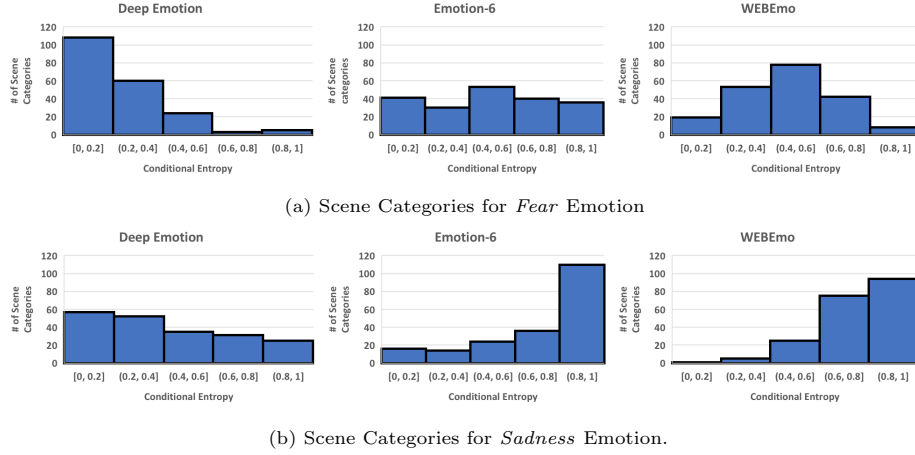 Deep Emotion
120
100
80
60
40
20
0
# of Scene
Categories
[0, 0.2] (0.2, 0.4] (0.4, 0.6] (0.6, 0.8] (0.8, 1]
Conditional Entropy
Emotion-6
120
100
80
60
40
20
0
# of Scene
categories
[0, 0.2] (0.2, 0.4] (0.4, 0.6] (0.6, 0.8] (0.8, 1]
Conditional Entropy
WEBEmo
120
100
80
60
40
20
0
# of Scene
Categories
[0, 0.2] (0.2, 0.4] (0.4, 0.6] (0.6, 0.8] (0.8, 1]
Conditional Entropy
(a) Scene Categories for Fear Emotion
Deep Emotion
120
100
80
60
40
20
0
# of Scene
Categories
[0, 0.2] (0.2, 0.4] (0.4, 0.6] (0.6, 0.8] (0.8, 1]
Conditional Entropy
Emotion-6
120
100
80
60
40
20
0
# of Scene
Categories
[0, 0.2] (0.2, 0.4] (0.4, 0.6] (0.6, 0.8] (0.8, 1]
Conditional Entropy
WEBEmo
120
100
80
60
40
20
0
# of Scene
Categories
[0, 0.2] (0.2, 0.4] (0.4, 0.6] (0.6, 0.8] (0.8, 1]
Conditional Entropy
(b) Scene Categories for Sadness Emotion.